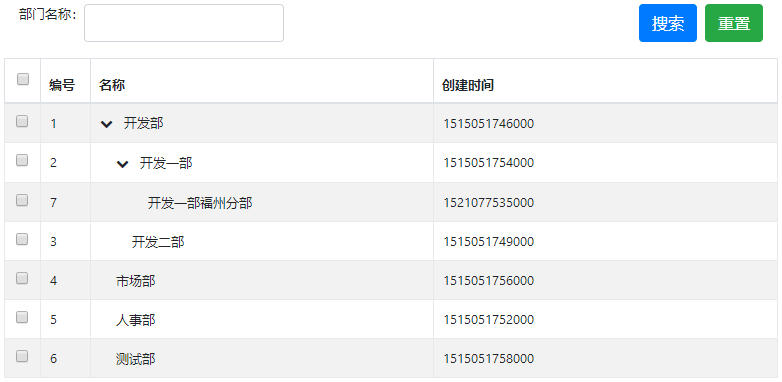 部门名称： 搜索 重置
编号 名称 创建时间
1 开发部 1515051746000
2 开发一部 1515051754000
7 开发一部福州分部 1521077535000
3 开发二部 1515051749000
4 市场部 1515051756000
5 人事部 1515051752000
6 测试部 1515051758000